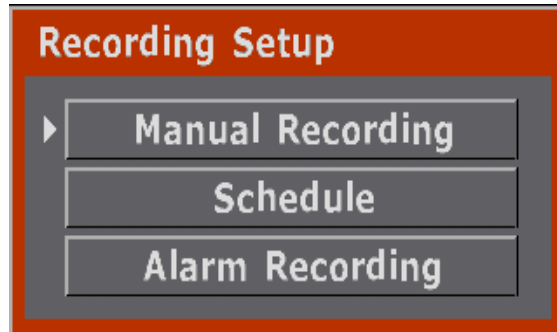 Recording Setup
Manual Recording
Schedule
Alarm Recording